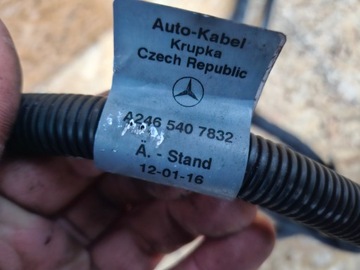 Auto-Kabel
Krupka
Czech Republic
A246 540 7832
Ä. - Stand
12-01-16